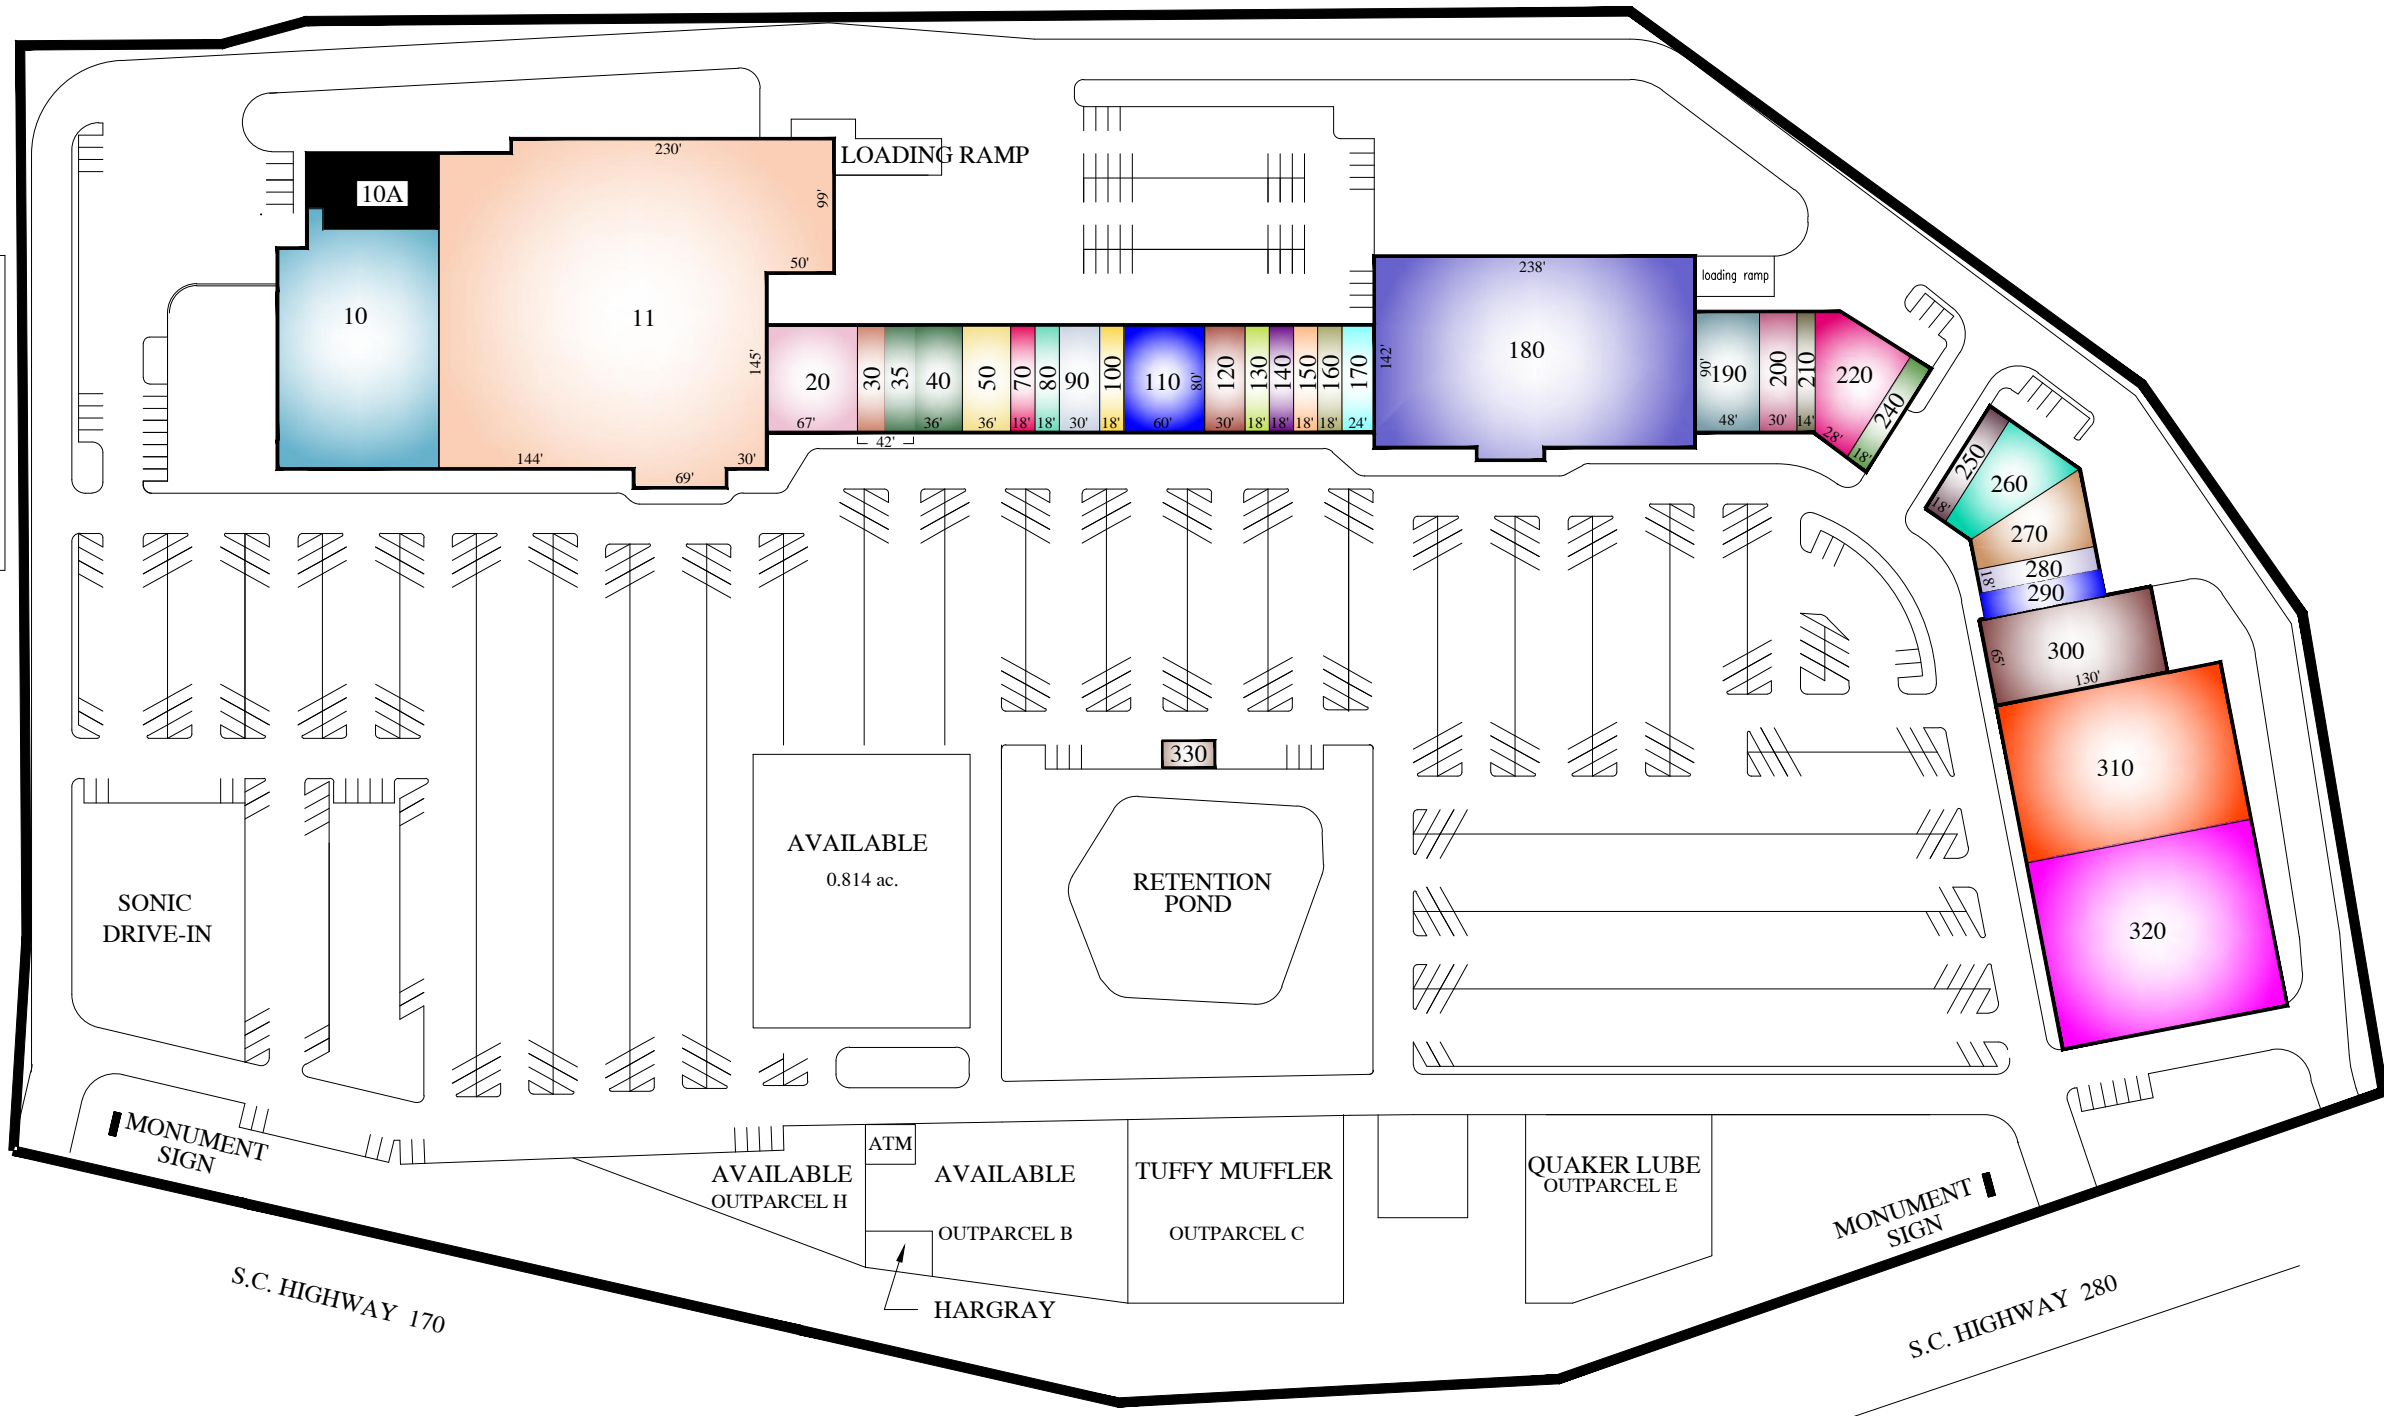 230'
LOADING RAMP
10A
99'
50'
238'
loading ramp
10
11
145'
20
30
35
40
50
70
80
90
100
110
80'
120
130
140
150
160
170
142'
180
90'
190
200
210
220
240
67'
36'
36'
18'
18'
30'
18'
60'
30'
18'
18'
18'
18'
24'
48'
30'
14'
28'
18'
42'
144'
30'
69'
250
18'
260
270
18'
280
290
300
65'
130'
310
320
330
AVAILABLE
0.814 ac.
RETENTION
POND
SONIC
DRIVE-IN
MONUMENT
SIGN
ATM
AVAILABLE
OUTPARCEL H
AVAILABLE
OUTPARCEL B
TUFFY MUFFLER
OUTPARCEL C
QUAKER LUBE
OUTPARCEL E
MONUMENT
SIGN
HARGRAY
S.C. HIGHWAY 170
S.C. HIGHWAY 280